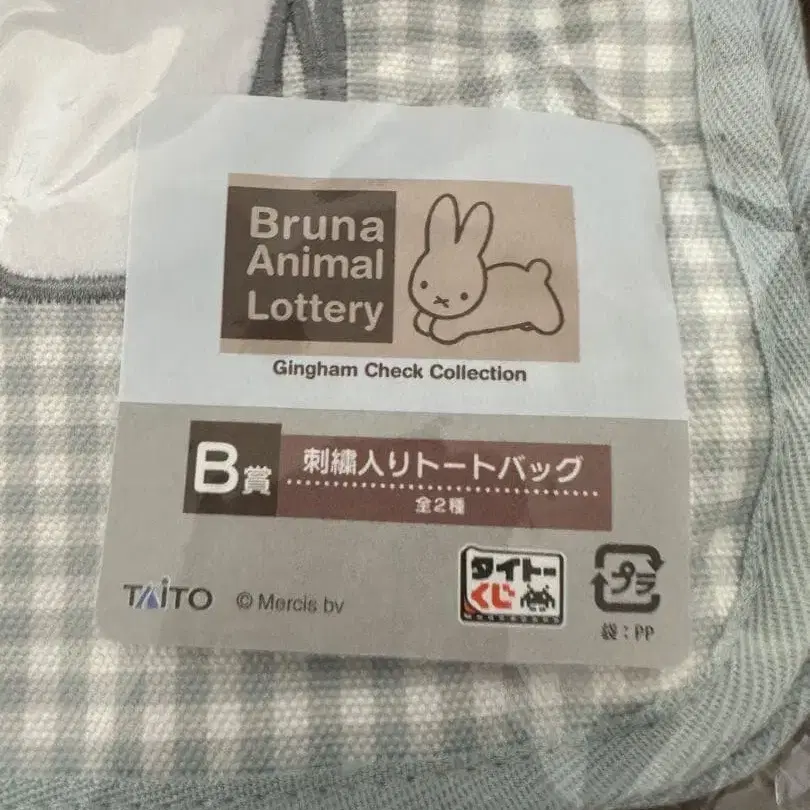 Bruna
Animal
Lottery
Gingham Check Collection
B賞
刺繍入りトートバッグ
全2種
TAITO
© Mercis bv
タイトー
くじ
プラ
袋：PP